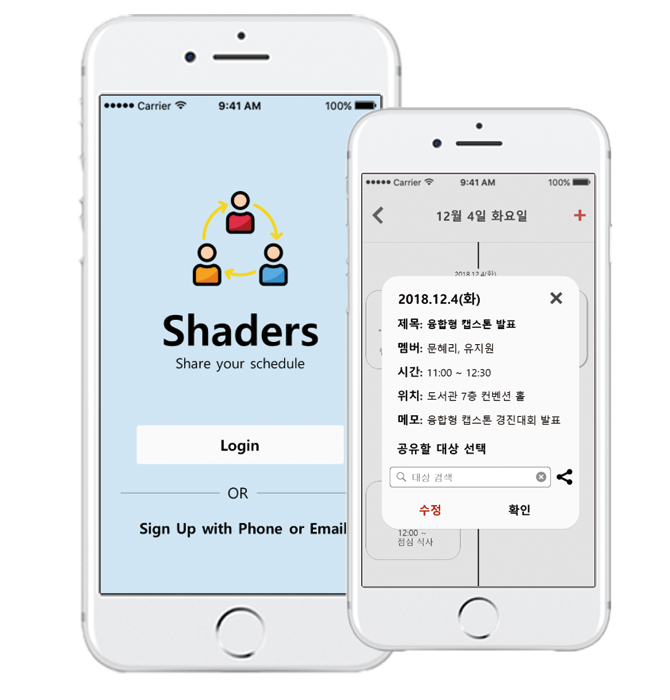 Carrier 9:41 AM 100%
Shaders
Share your schedule
Login
OR
Sign Up with Phone or Email
Carrier 9:41 AM 100%
12월 4일 화요일
2018.12.4(화)
2018.12.4(화)
제목: 융합형 캡스톤 발표
멤버: 문혜리, 유지원
시간: 11:00 ~ 12:30
위치: 도서관 7층 컨벤션 홀
메모: 융합형 캡스톤 경진대회 발표
공유할 대상 선택
대상 검색
수정 확인
12:00 ~
점심 식사